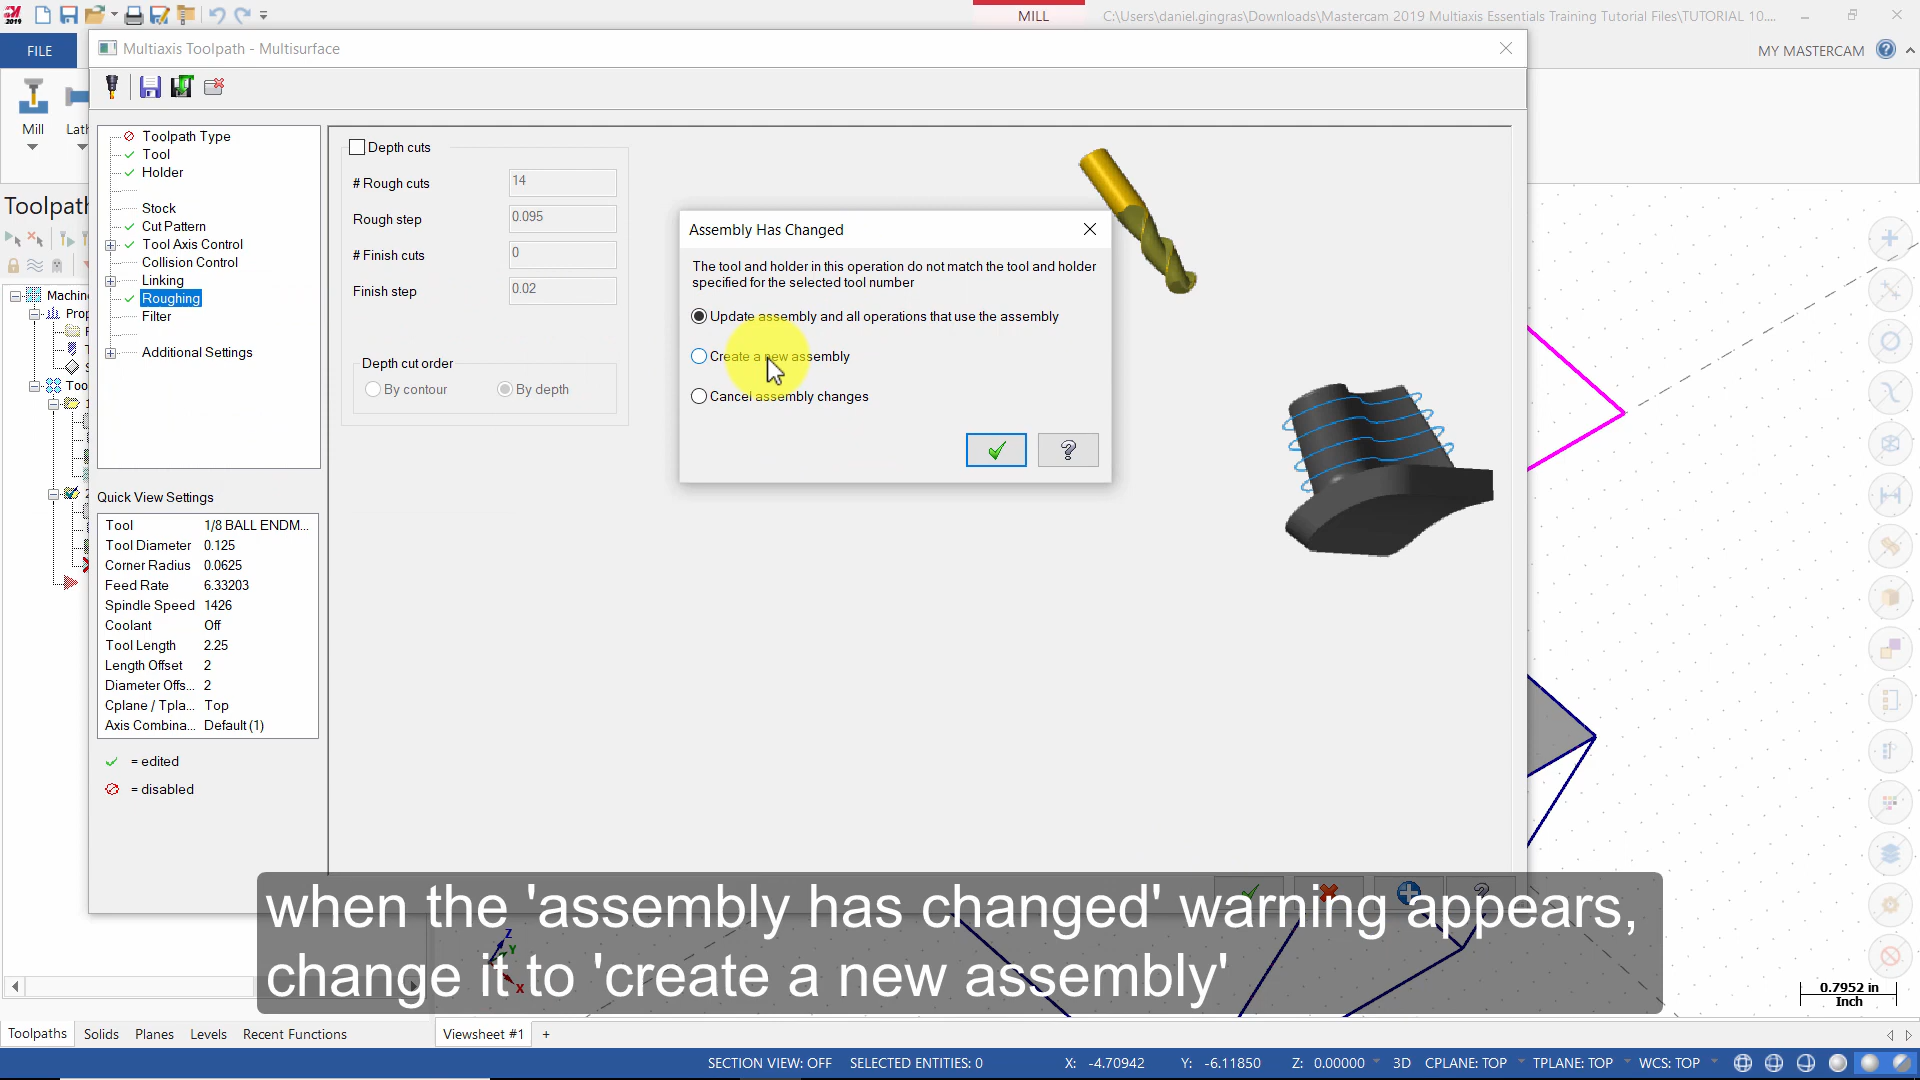 2019
MILL
C:\Users\daniel.gingras\Downloads\Mastercam 2019 Multiaxis Essentials Training Tutorial Files\TUTORIAL 10....
FILE
Multiaxis Toolpath - Multisurface
MY MASTERCAM
Mill
Lath
Toolpath
Toolpath Type
Tool
Holder
Stock
Cut Pattern
Tool Axis Control
Collision Control
Linking
Roughing
Filter
Additional Settings
Depth cuts
# Rough cuts 14
Rough step 0.095
# Finish cuts 0
Finish step 0.02
Depth cut order
By contour
By depth
Assembly Has Changed
The tool and holder in this operation do not match the tool and holder
specified for the selected tool number
Update assembly and all operations that use the assembly
Create a new assembly
Cancel assembly changes
Machin
Prop
Too
Quick View Settings
Tool 1/8 BALL ENDM...
Tool Diameter 0.125
Corner Radius 0.0625
Feed Rate 6.33203
Spindle Speed 1426
Coolant Off
Tool Length 2.25
Length Offset 2
Diameter Offs... 2
Cplane / Tpla... Top
Axis Combina... Default (1)
= edited
= disabled
when the 'assembly has changed' warning appears,
change it to 'create a new assembly'
Z
Y
X
0.7952 in
Inch
Toolpaths
Solids
Planes
Levels
Recent Functions
Viewsheet #1
+
SECTION VIEW: OFF
SELECTED ENTITIES: 0
X: -4.70942
Y: -6.11850
Z: 0.00000
3D
CPLANE: TOP
TPLANE: TOP
WCS: TOP